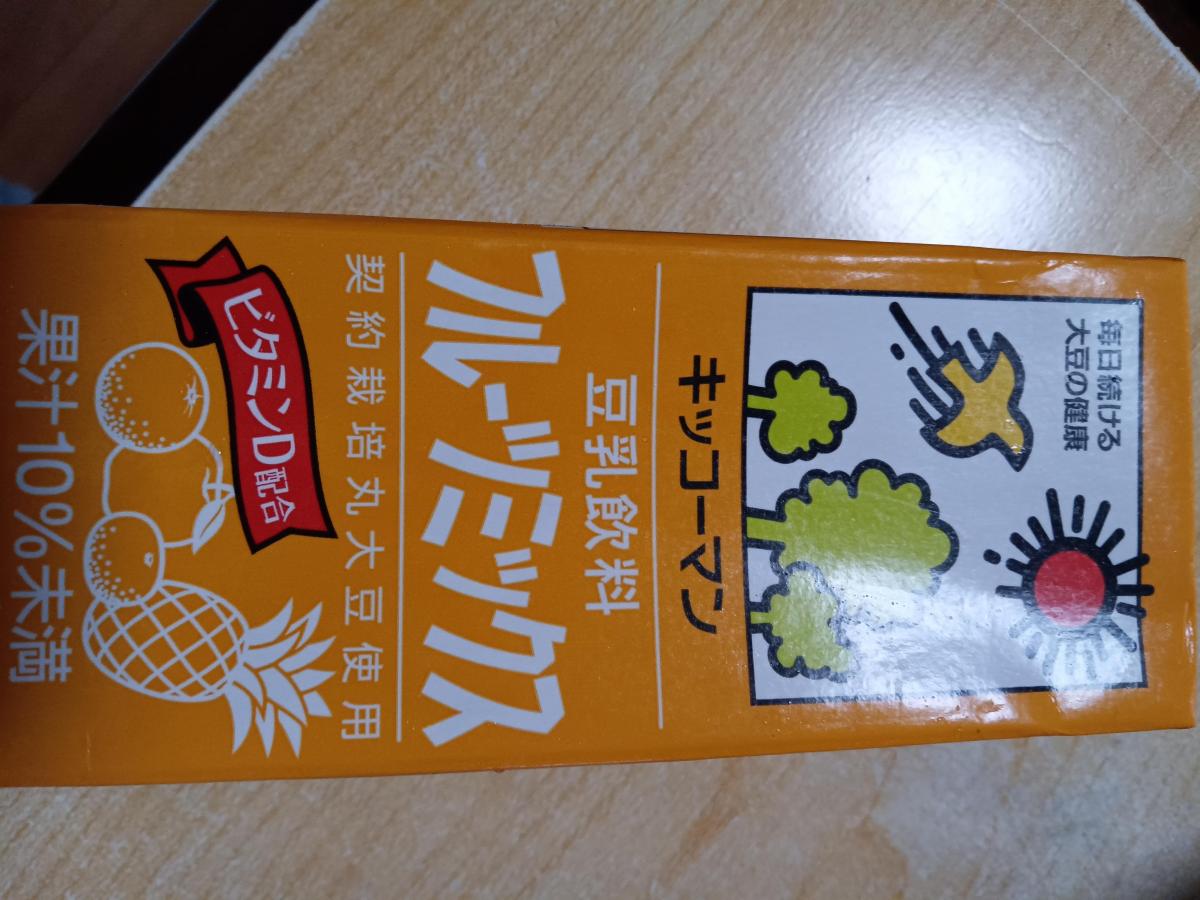 毎日続ける
大豆の健康
キッコーマン
豆乳飲料
フルーツミックス
契約栽培丸大豆使用
ビタミンD配合
果汁10%未満